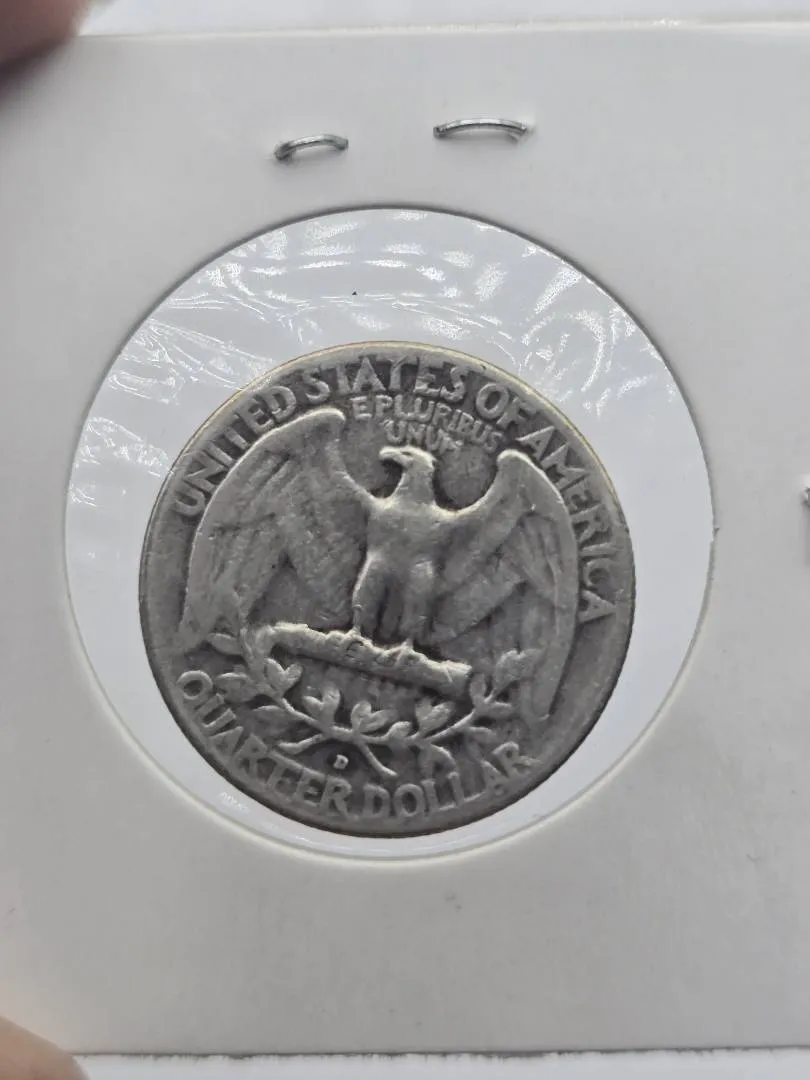 UNITED STATES OF AMERICA
E PLURIBUS
UNUM
D
QUARTER DOLLAR